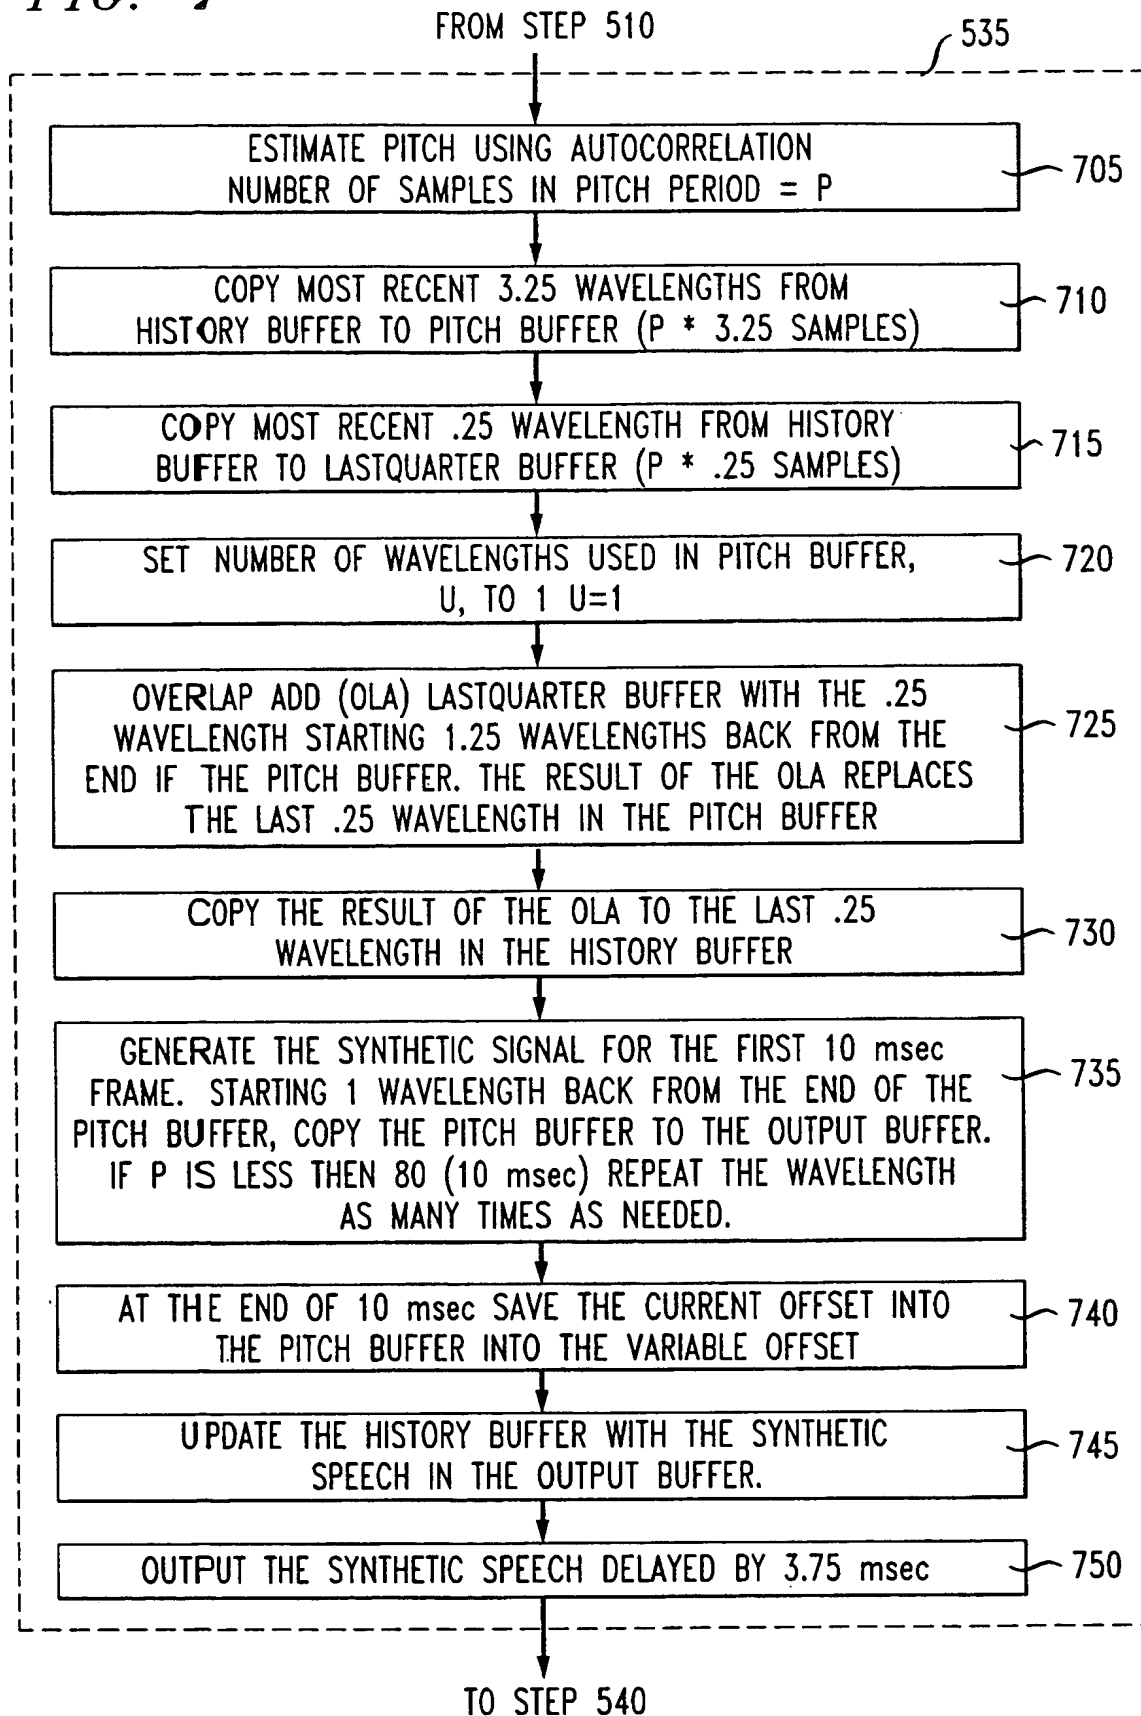 FIG. 7
FROM STEP 510
535
ESTIMATE PITCH USING AUTOCORRELATION
NUMBER OF SAMPLES IN PITCH PERIOD = P
705
COPY MOST RECENT 3.25 WAVELENGTHS FROM
HISTORY BUFFER TO PITCH BUFFER (P * 3.25 SAMPLES)
710
COPY MOST RECENT .25 WAVELENGTH FROM HISTORY
BUFFER TO LASTQUARTER BUFFER (P * .25 SAMPLES)
715
SET NUMBER OF WAVELENGTHS USED IN PITCH BUFFER,
U, TO 1 U=1
720
OVERLAP ADD (OLA) LASTQUARTER BUFFER WITH THE .25
WAVELENGTH STARTING 1.25 WAVELENGTHS BACK FROM THE
END IF THE PITCH BUFFER. THE RESULT OF THE OLA REPLACES
THE LAST .25 WAVELENGTH IN THE PITCH BUFFER
725
COPY THE RESULT OF THE OLA TO THE LAST .25
WAVELENGTH IN THE HISTORY BUFFER
730
GENERATE THE SYNTHETIC SIGNAL FOR THE FIRST 10 msec
FRAME. STARTING 1 WAVELENGTH BACK FROM THE END OF THE
PITCH BUFFER, COPY THE PITCH BUFFER TO THE OUTPUT BUFFER.
IF P IS LESS THEN 80 (10 msec) REPEAT THE WAVELENGTH
AS MANY TIMES AS NEEDED.
735
AT THE END OF 10 msec SAVE THE CURRENT OFFSET INTO
THE PITCH BUFFER INTO THE VARIABLE OFFSET
740
UPDATE THE HISTORY BUFFER WITH THE SYNTHETIC
SPEECH IN THE OUTPUT BUFFER.
745
OUTPUT THE SYNTHETIC SPEECH DELAYED BY 3.75 msec
750
TO STEP 540